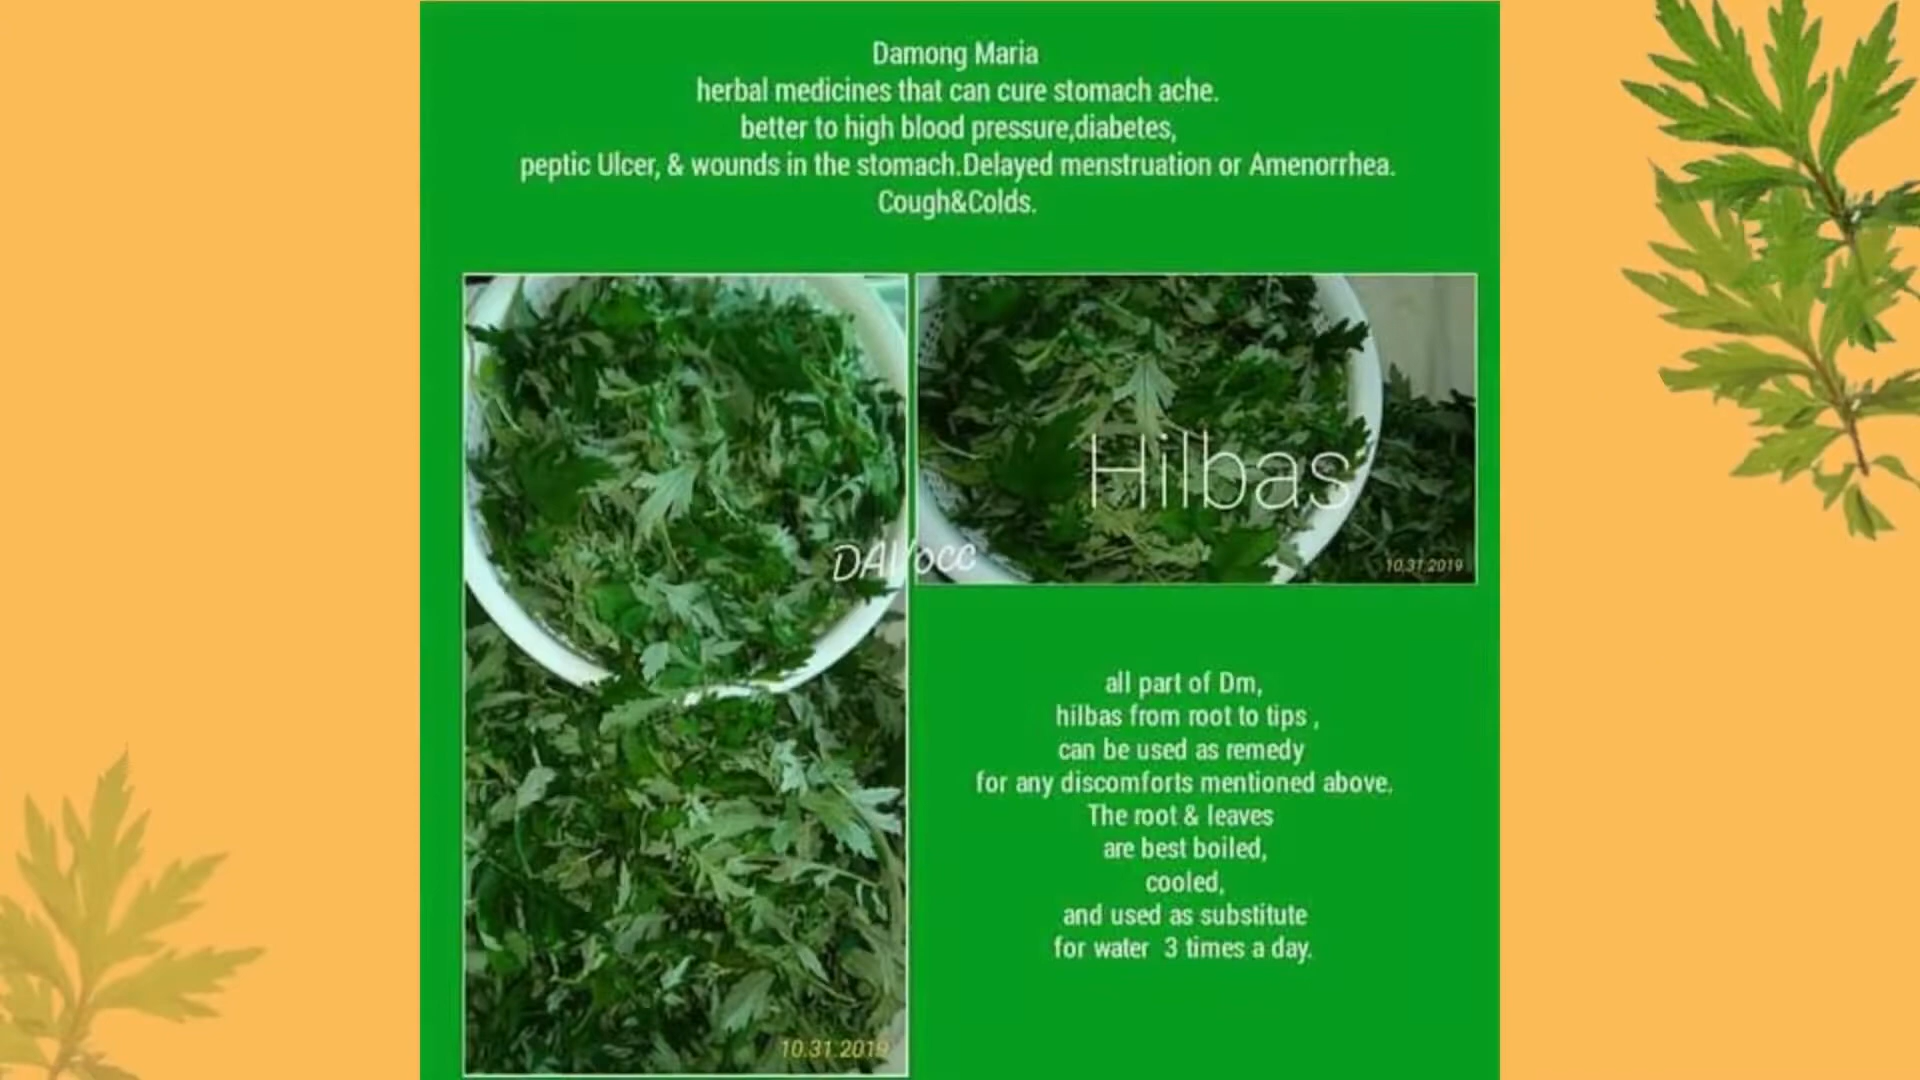 Damong Maria
herbal medicines that can cure stomach ache.
better to high blood pressure,diabetes,
peptic Ulcer, & wounds in the stomach.Delayed menstruation or Amenorrhea.
Cough&Colds.
Hilbas
10.31.2019
all part of Dm,
hilbas from root to tips ,
can be used as remedy
for any discomforts mentioned above.
The root & leaves
are best boiled,
cooled,
and used as substitute
for water 3 times a day.
10.31.2019